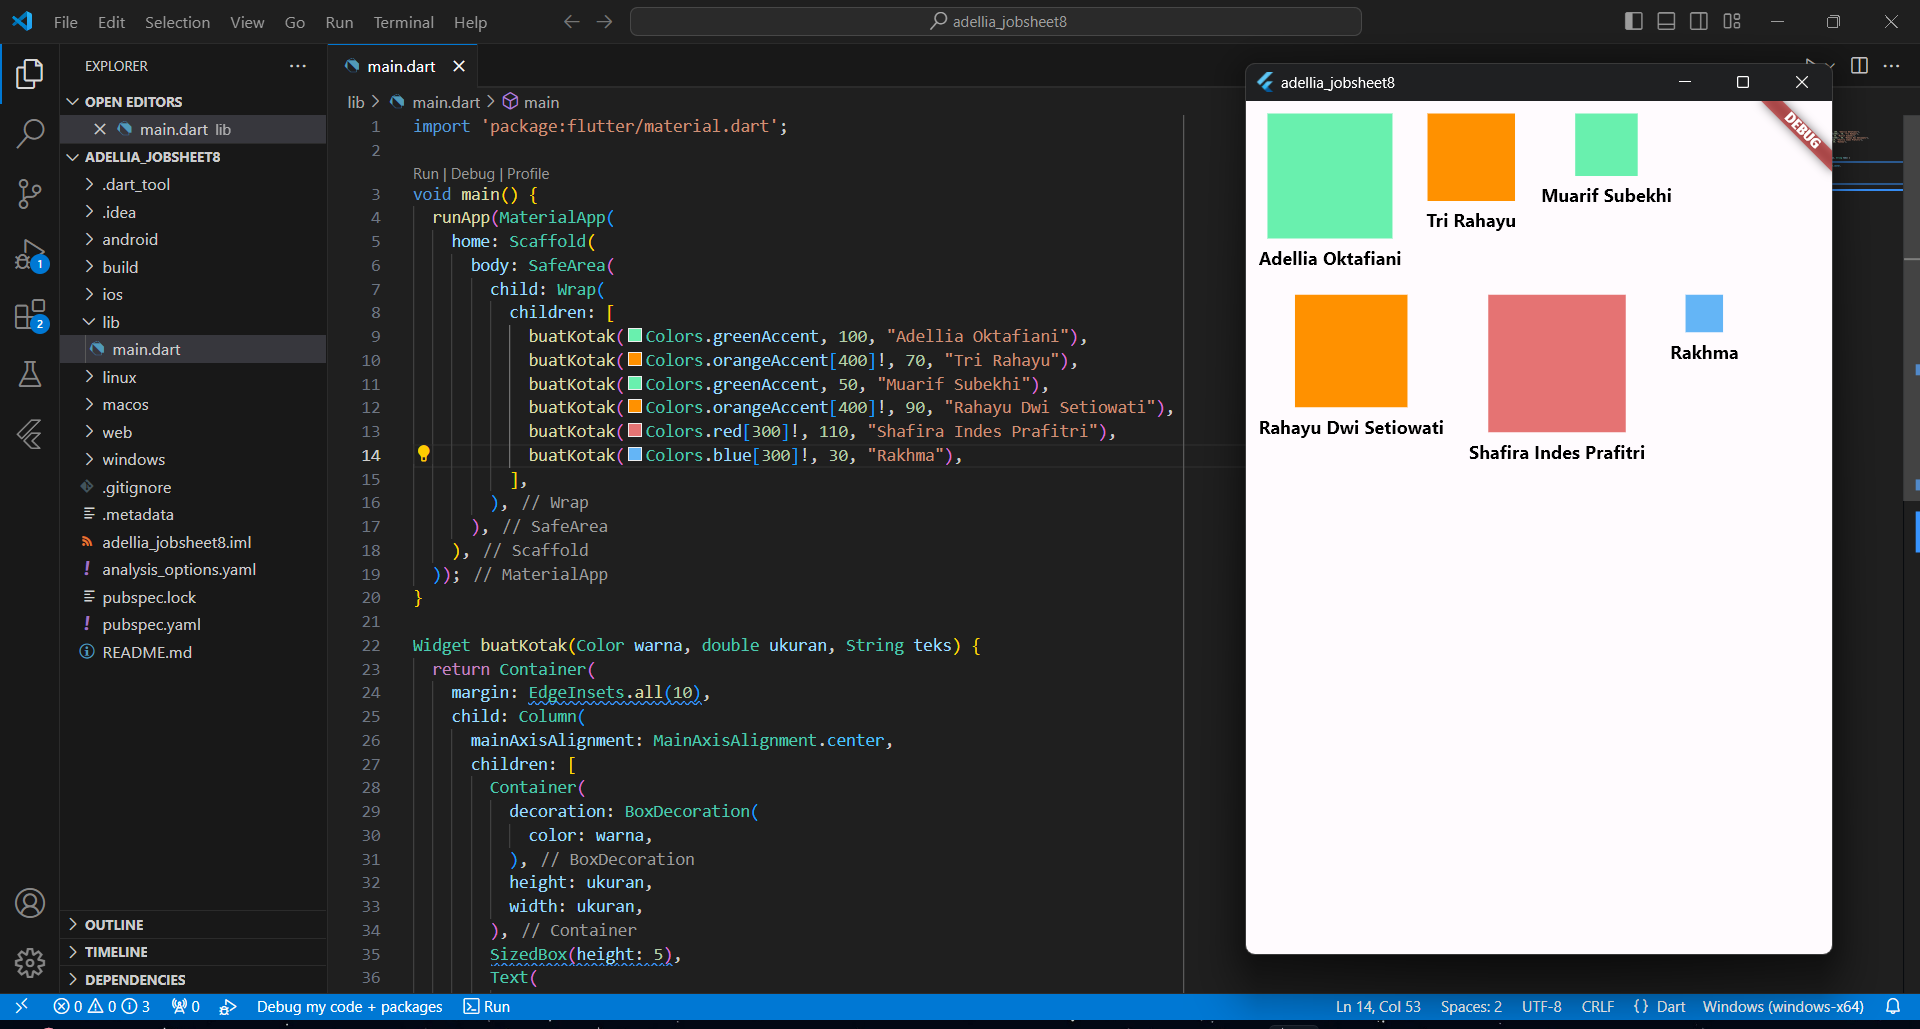 File Edit Selection View Go Run Terminal Help
adellia_jobsheet8
EXPLORER
OPEN EDITORS
main.dart lib
ADELLIA_JOBSHEET8
.dart_tool
.idea
android
build
ios
lib
main.dart
linux
macos
web
windows
.gitignore
.metadata
adellia_jobsheet8.iml
analysis_options.yaml
pubspec.lock
pubspec.yaml
README.md
OUTLINE
TIMELINE
DEPENDENCIES
1
2
main.dart
lib > main.dart > main
1 import 'package:flutter/material.dart';
2
Run | Debug | Profile
3 void main() {
4 runApp(MaterialApp(
5 home: Scaffold(
6 body: SafeArea(
7 child: Wrap(
8 children: [
9 buatKotak(Colors.greenAccent, 100, "Adellia Oktafiani"),
10 buatKotak(Colors.orangeAccent[400]!, 70, "Tri Rahayu"),
11 buatKotak(Colors.greenAccent, 50, "Muarif Subekhi"),
12 buatKotak(Colors.orangeAccent[400]!, 90, "Rahayu Dwi Setiowati"),
13 buatKotak(Colors.red[300]!, 110, "Shafira Indes Prafitri"),
14 buatKotak(Colors.blue[300]!, 30, "Rakhma"),
15 ],
16 ), // Wrap
17 ), // SafeArea
18 ), // Scaffold
19 )); // MaterialApp
20 }
21
22 Widget buatKotak(Color warna, double ukuran, String teks) {
23 return Container(
24 margin: EdgeInsets.all(10),
25 child: Column(
26 mainAxisAlignment: MainAxisAlignment.center,
27 children: [
28 Container(
29 decoration: BoxDecoration(
30 color: warna,
31 ), // BoxDecoration
32 height: ukuran,
33 width: ukuran,
34 ), // Container
35 SizedBox(height: 5),
36 Text(
adellia_jobsheet8
DEBUG
Adellia Oktafiani
Tri Rahayu
Muarif Subekhi
Rahayu Dwi Setiowati
Shafira Indes Prafitri
Rakhma
0 0 3 0 Debug my code + packages Run
Ln 14, Col 53 Spaces: 2 UTF-8 CRLF {} Dart Windows (windows-x64)